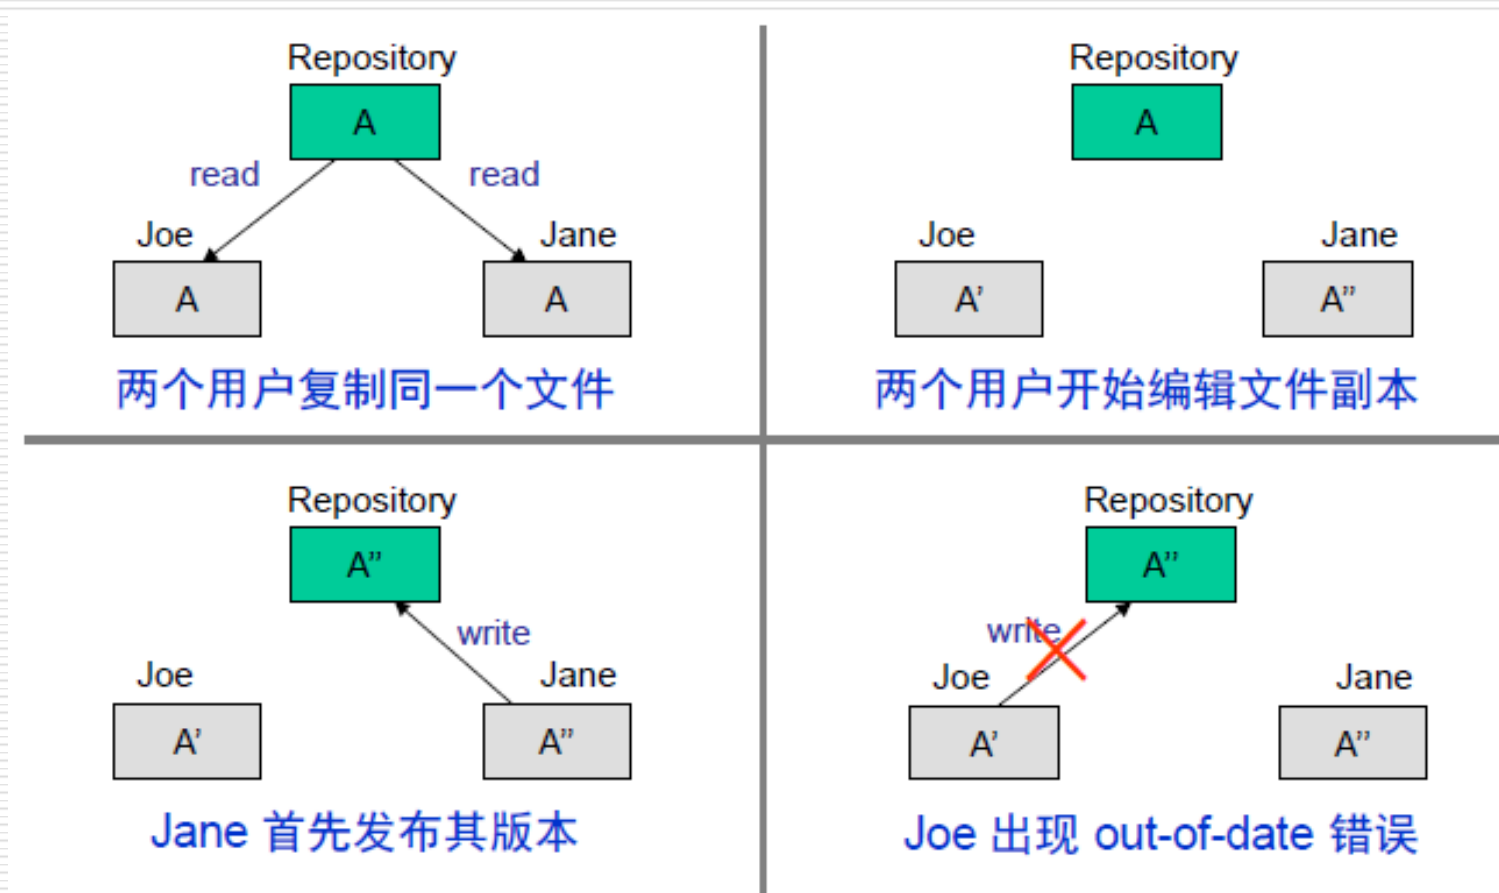 Repository
A
read
read
Joe
Jane
A
A
两个用户复制同一个文件
Repository
A
Joe
Jane
A’
A”
两个用户开始编辑文件副本
Repository
A”
write
Joe
Jane
A’
A”
Jane 首先发布其版本
Repository
A”
write
Joe
Jane
A’
A”
Joe 出现 out-of-date 错误